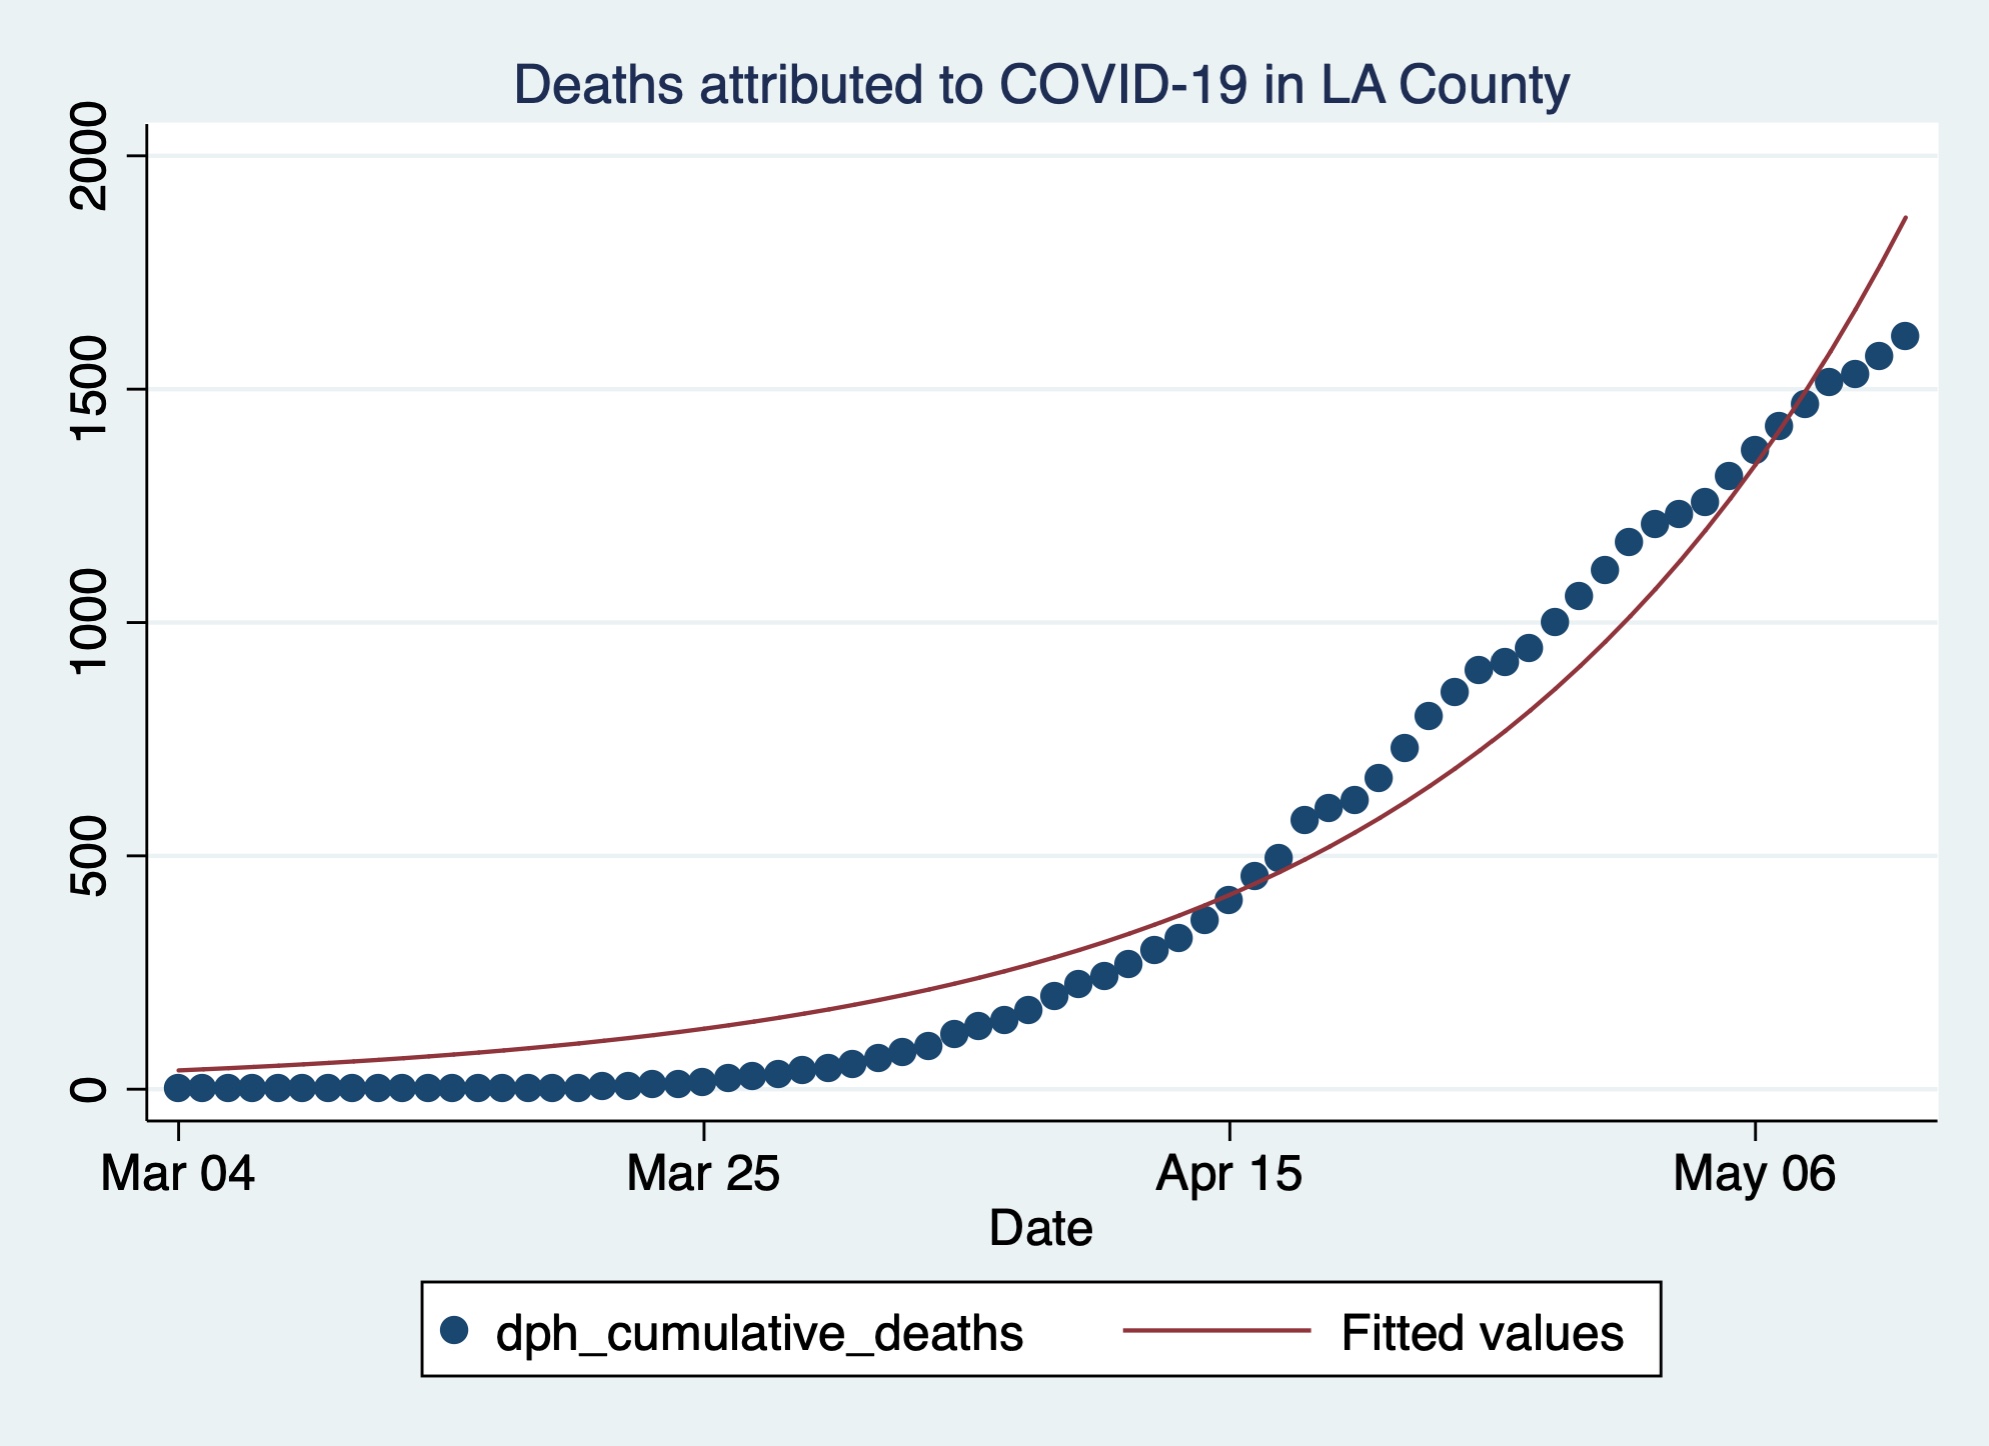 Deaths attributed to COVID-19 in LA County
2000
1500
1000
500
0
Mar 04 Mar 25 Apr 15 May 06
Date
dph_cumulative_deaths Fitted values